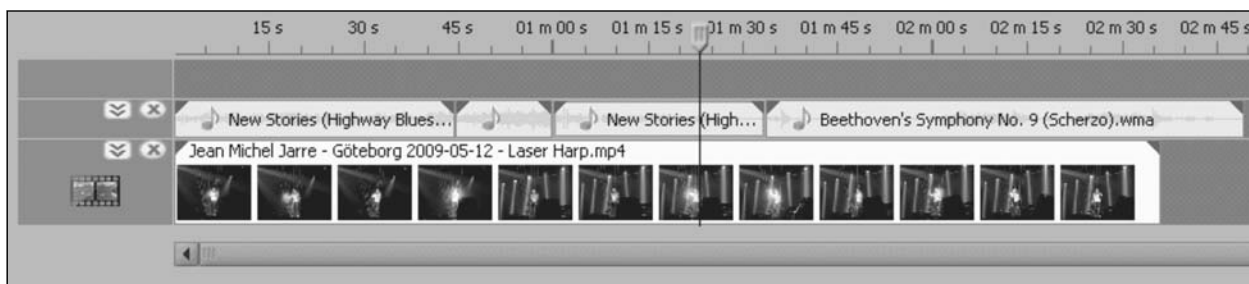 15 s 30 s 45 s 01 m 00 s 01 m 15 s 01 m 30 s 01 m 45 s 02 m 00 s 02 m 15 s 02 m 30 s 02 m 45 s
New Stories (Highway Blues... New Stories (High... Beethoven's Symphony No. 9 (Scherzo).wma
Jean Michel Jarre - Göteborg 2009-05-12 - Laser Harp.mp4